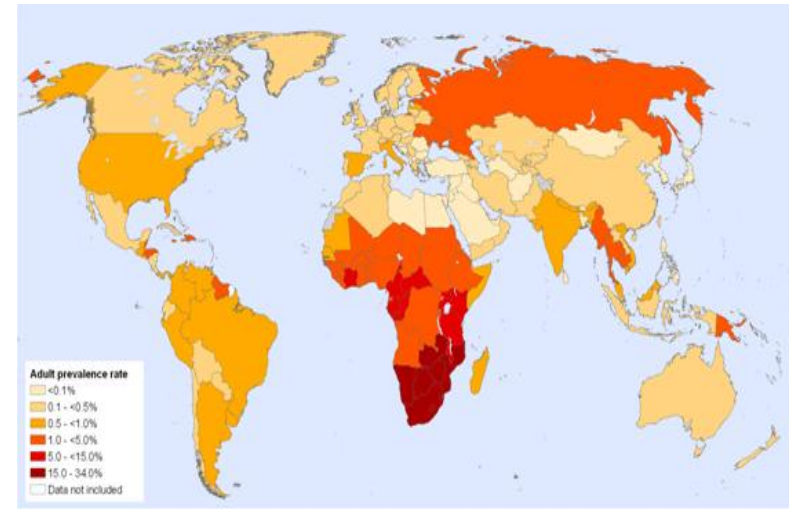 Adult prevalence rate
<0.1%
0.1 - <0.5%
0.5 - <1.0%
1.0 - <5.0%
5.0 - <15.0%
15.0 - 34.0%
Data not included